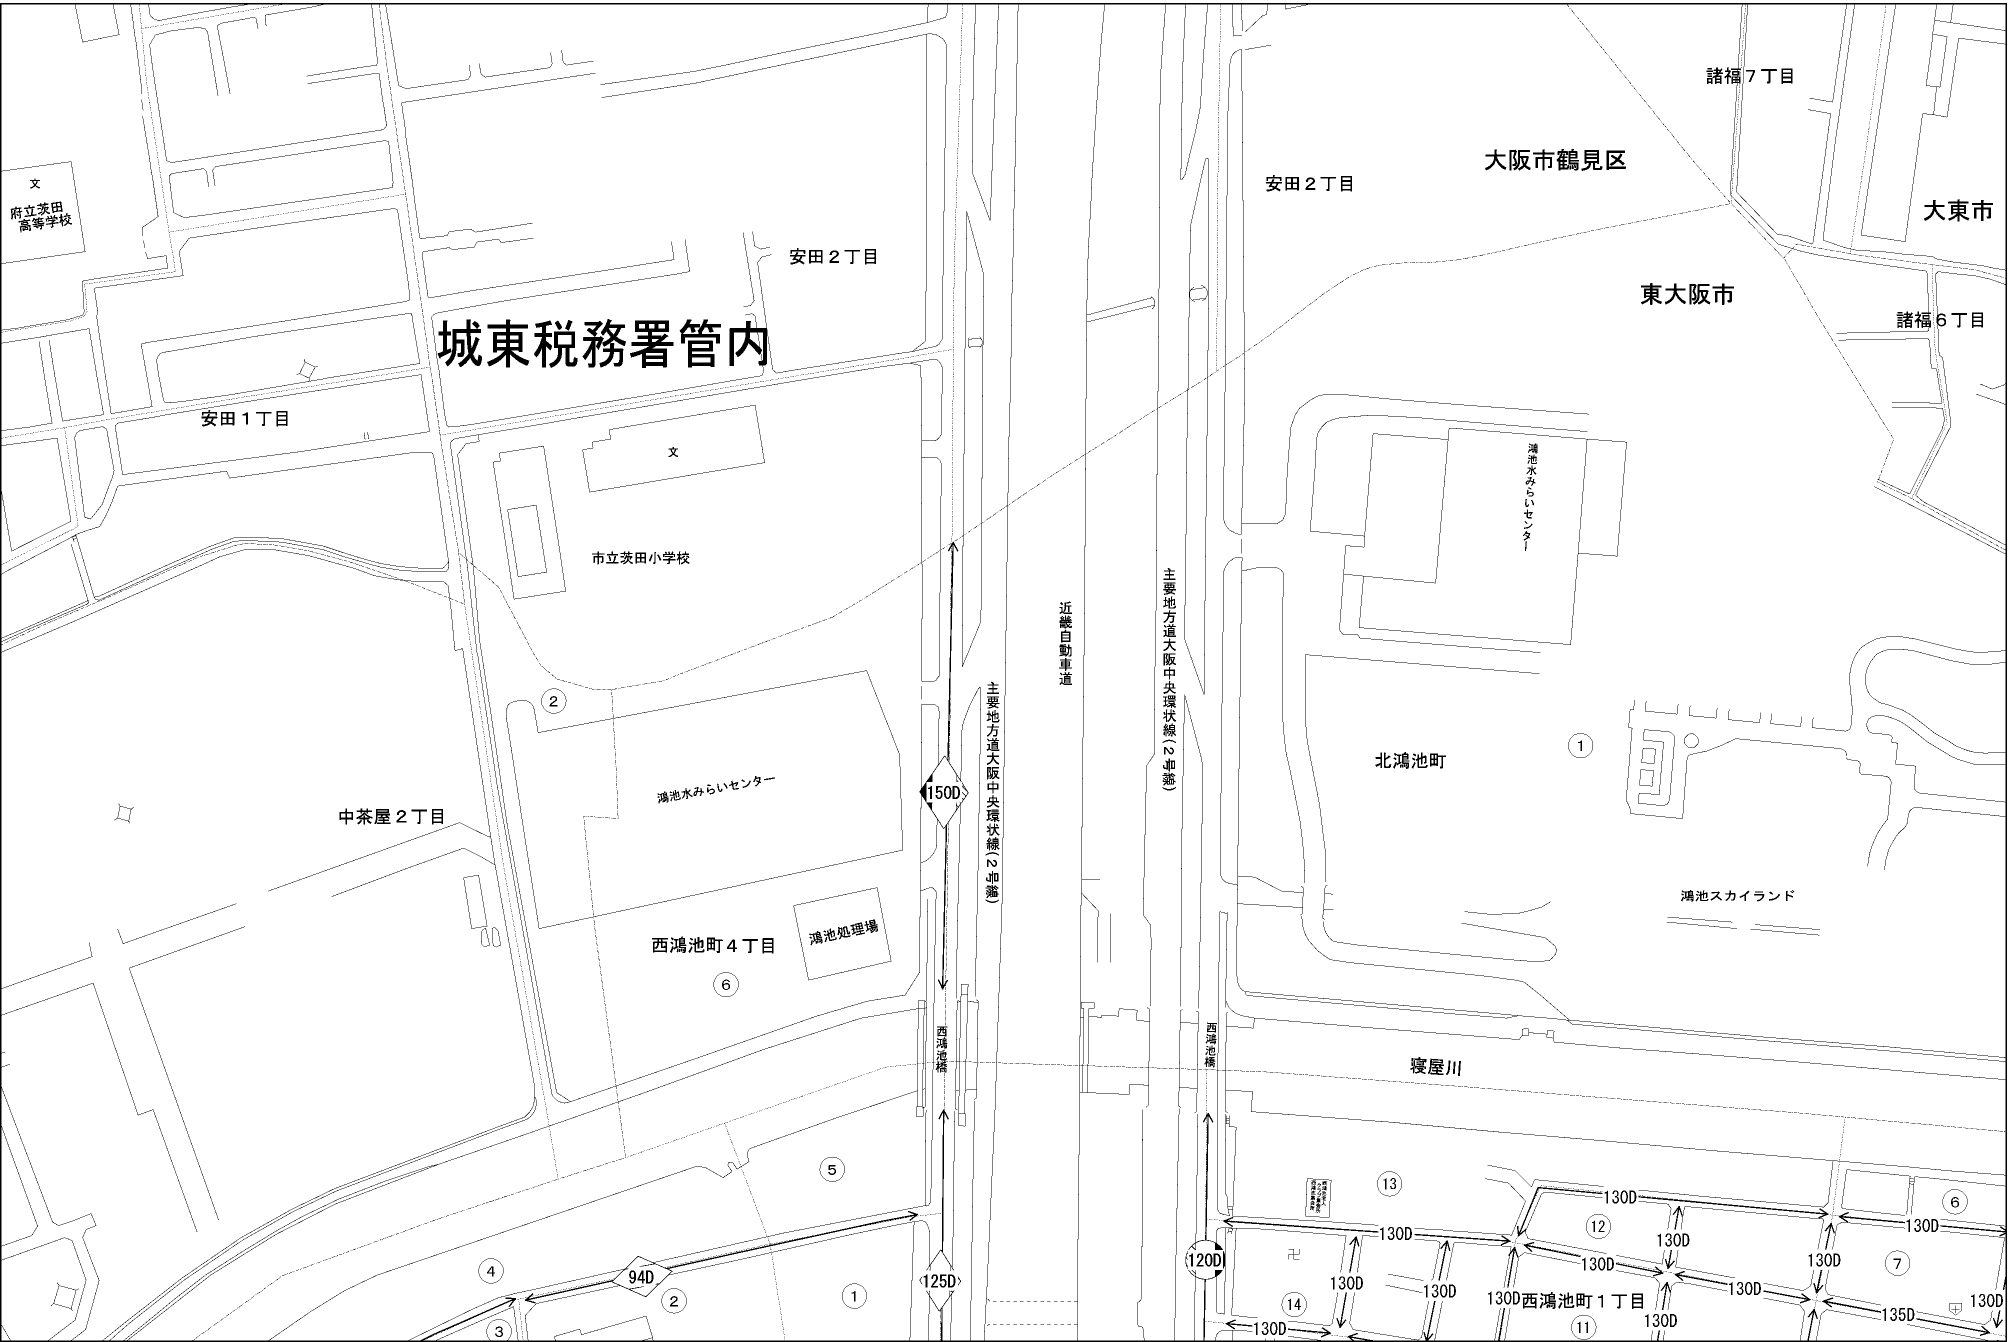 諸福７丁目
大阪市鶴見区
文
府立茨田
高等学校
安田２丁目
大東市
安田２丁目
東大阪市
諸福６丁目
城東税務署管内
安田１丁目
文
鴻池水みらいセンター
市立茨田小学校
近畿自動車道
主要地方道大阪中央環状線(２号線)
主要地方道大阪中央環状線(２号線)
2
1
北鴻池町
鴻池水みらいセンター
150D
中茶屋２丁目
鴻池スカイランド
鴻池処理場
西鴻池町４丁目
6
西鴻池橋
西鴻池橋
寝屋川
5
13
130D
6
12
130D
130D
130D
130D
7
130D
120D
130D
130D
4
94D
125D
130D
130D
130D
2
1
14
130D
西鴻池町１丁目
130D
135D
3
130D
11
130D